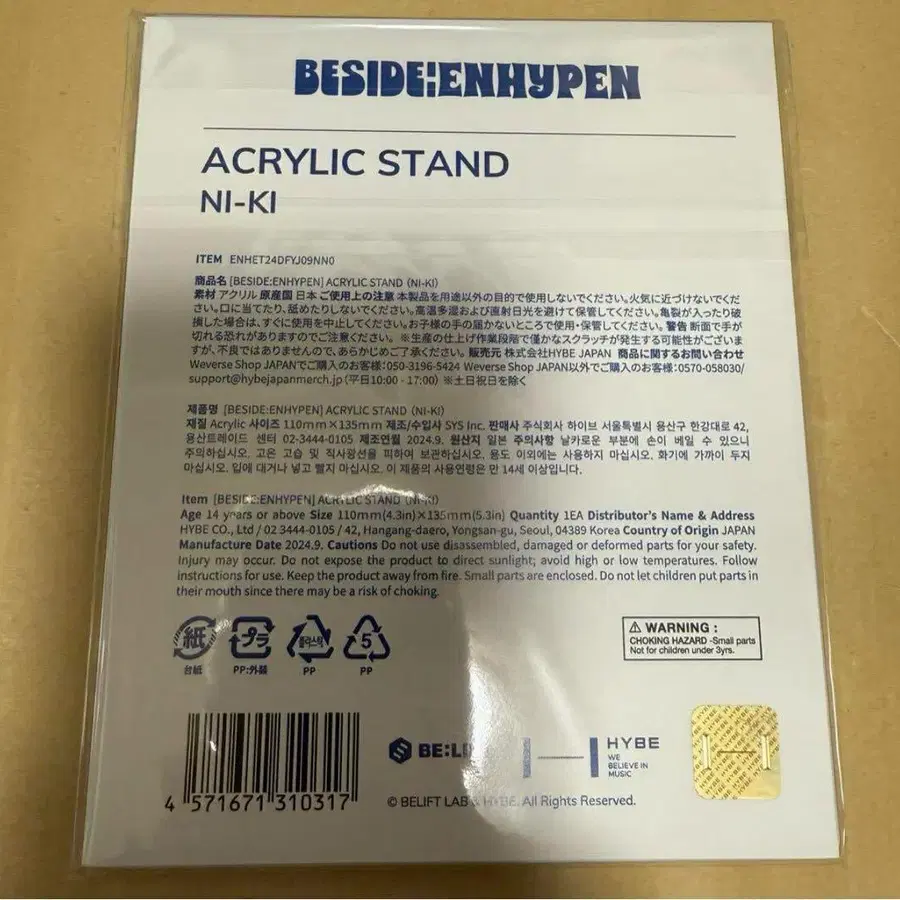 BESIDE:ENHYPEN
ACRYLIC STAND
NI-KI
ITEM ENHET24DFYJ09NN0
商品名 [BESIDE:ENHYPEN] ACRYLIC STAND (NI-KI)
素材 アクリル 原産国 日本 ご使用上の注意 本製品を用途以外の目的で使用しないでください。火気に近づけないでくだ
さい。口に当てたり、舐めたりしないでください。高温多湿および直射日光を避けて保管してください。亀裂が入ったり破
損した場合は、すぐに使用を中止してください。お子様の手の届かないところで使用・保管してください。警告 断面で手が
切れる恐れがありますのでご注意ください。 ※生産の仕上げ作業段階で僅かなスクラッチが発生する可能性がございま
すが、不良ではありませんので、あらかじめご了承ください。販売元 株式会社HYBE JAPAN 商品に関するお問い合わせ
Weverse Shop JAPANでご購入のお客様:050-3196-5424 Weverse Shop JAPAN以外でご購入のお客様:0570-058030/
support@hybejapanmerch.jp (平日10:00 - 17:00) ※土日祝日を除く
제품명 [BESIDE:ENHYPEN] ACRYLIC STAND (NI-KI)
재질 Acrylic 사이즈 110mm×135mm 제조/수입사 SYS Inc. 판매사 주식회사 하이브 서울특별시 용산구 한강대로 42,
용산트레이드 센터 02-3444-0105 제조연월 2024.9. 원산지 일본 주의사항 날카로운 부분에 손이 베일 수 있으니
주의하십시오. 고온 고습 및 직사광선을 피하여 보관하십시오. 용도 이외에는 사용하지 마십시오. 화기에 가까이 두지
마십시오. 입에 대거나 넣고 빨지 마십시오. 이 제품의 사용연령은 만 14세 이상입니다.
Item [BESIDE:ENHYPEN] ACRYLIC STAND (NI-KI)
Age 14 years or above Size 110mm(4.3in)×135mm(5.3in) Quantity 1EA Distributor's Name & Address
HYBE CO., Ltd / 02 3444-0105 / 42, Hangang-daero, Yongsan-gu, Seoul, 04389 Korea Country of Origin JAPAN
Manufacture Date 2024.9. Cautions Do not use disassembled, damaged or deformed parts for your safety.
Injury may occur. Do not expose the product to direct sunlight; avoid high or low temperatures. Follow
instructions for use. Keep the product away from fire. Small parts are enclosed. Do not let children put parts in
their mouth since there may be a risk of choking.
紙 プラ 플라스틱 5
台紙 PP:外装 PP PP
⚠ WARNING :
CHOKING HAZARD -Small parts
Not for children under 3yrs.
4 571671 310317
BE:LI
HYBE
WE
BELIEVE IN
MUSIC
© BELIFT LAB & HYBE. All Rights Reserved.